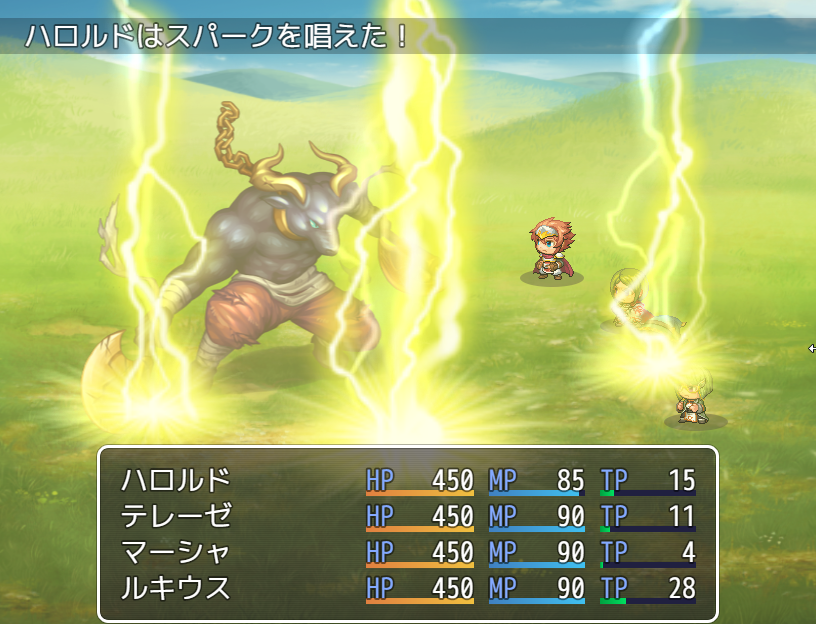 ハロルドはスパークを唱えた！
ハロルド HP 450 MP 85 TP 15
テレーゼ HP 450 MP 90 TP 11
マーシャ HP 450 MP 90 TP 4
ルキウス HP 450 MP 90 TP 28